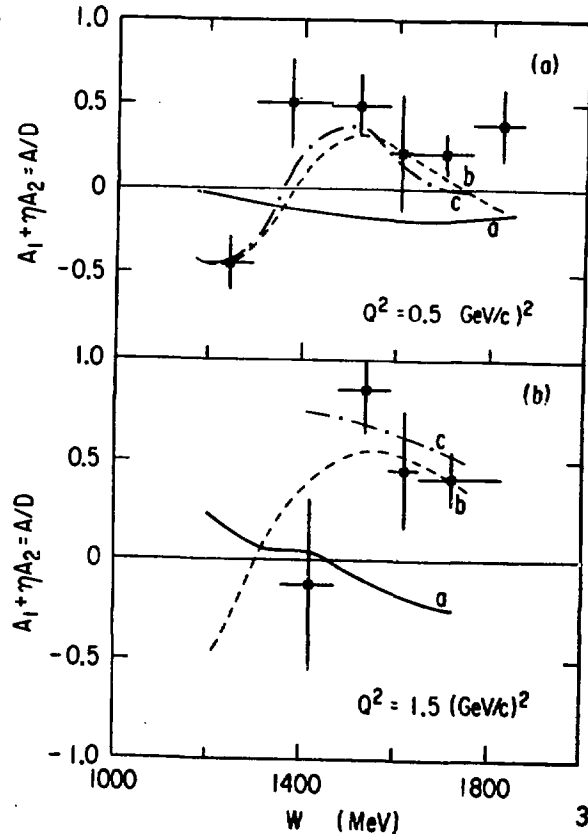 1.0
(a)
0.5
A₁ + ηA₂ = A/D
0
b
c
a
-0.5
Q² = 0.5 GeV/c)²
1.0
(b)
c
0.5
b
A₁ + ηA₂ = A/D
0
a
-0.5
Q² = 1.5 (GeV/c)²
-1.0
1000 1400 1800
W (MeV)
3